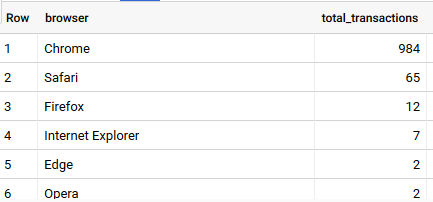 Row browser total_transactions
1 Chrome 984
2 Safari 65
3 Firefox 12
4 Internet Explorer 7
5 Edge 2
6 Opera 2